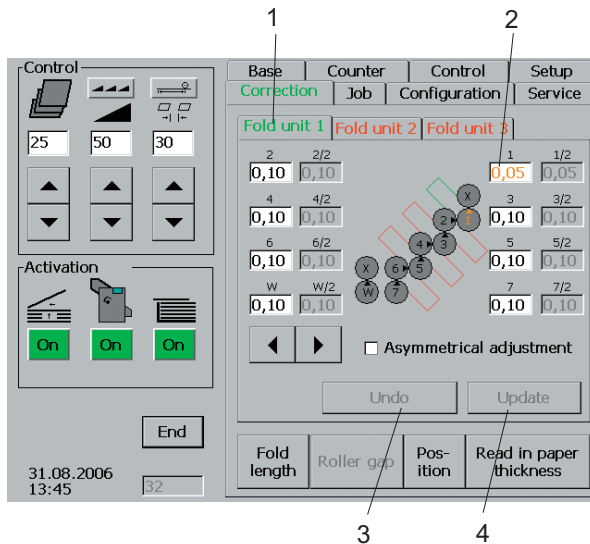 1 2
Control
25 50 30
Activation
On On On
End
31.08.2006
13:45
32
Base Counter Control Setup
Correction Job Configuration Service
Fold unit 1 Fold unit 2 Fold unit 3
2 2/2 1 1/2
0,10 0,10 0,05 0,05
4 4/2 3 3/2
0,10 0,10 0,10 0,10
6 6/2 5 5/2
0,10 0,10 0,10 0,10
W W/2 7 7/2
0,10 0,10 0,10 0,10
X
2 1
4 3
X 6 5
W 7
Asymmetrical adjustment
Undo Update
Fold
length
Roller gap
Pos-
ition
Read in paper
thickness
3 4